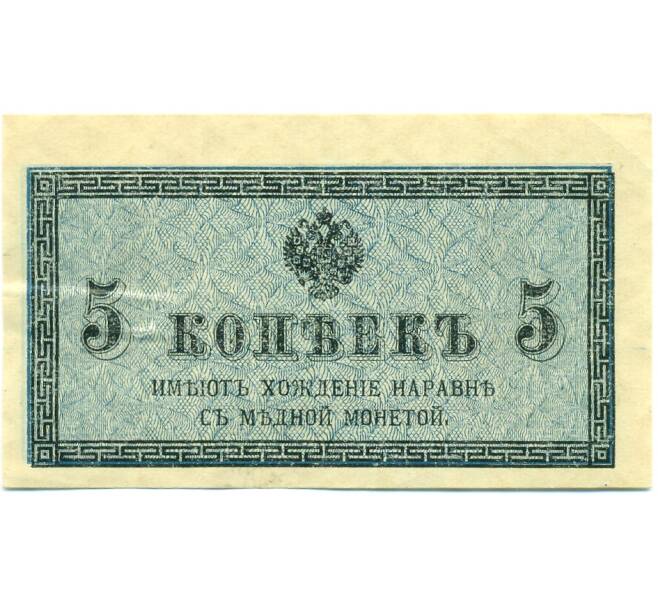 5 КОПѢЕКЪ 5
ИМѢЮТЪ ХОЖДЕНІЕ НАРАВНѢ
СЪ МѢДНОЙ МОНЕТОЙ.